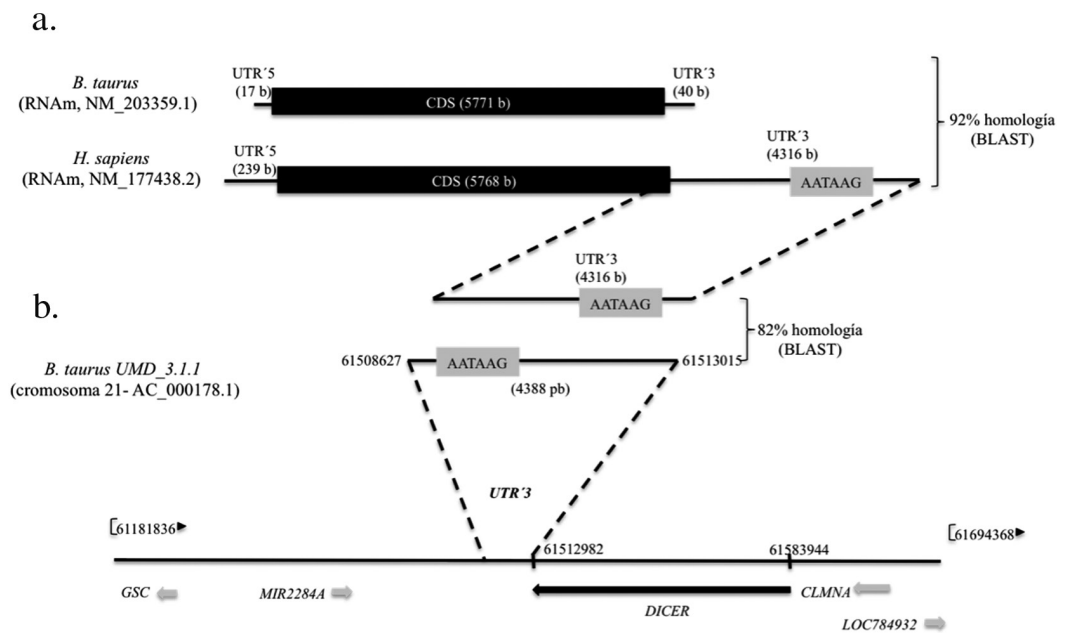 a.
B. taurus
(RNAm, NM_203359.1)
UTR´5
(17 b)
CDS (5771 b)
UTR´3
(40 b)
H. sapiens
(RNAm, NM_177438.2)
UTR´5
(239 b)
CDS (5768 b)
UTR´3
(4316 b)
AATAAG
92% homología
(BLAST)
UTR´3
(4316 b)
AATAAG
b.
B. taurus UMD_3.1.1
(cromosoma 21- AC_000178.1)
61508627
AATAAG
(4388 pb)
61513015
82% homología
(BLAST)
UTR´3
61181836
61512982
61583944
61694368
GSC
MIR2284A
DICER
CLMNA
LOC784932